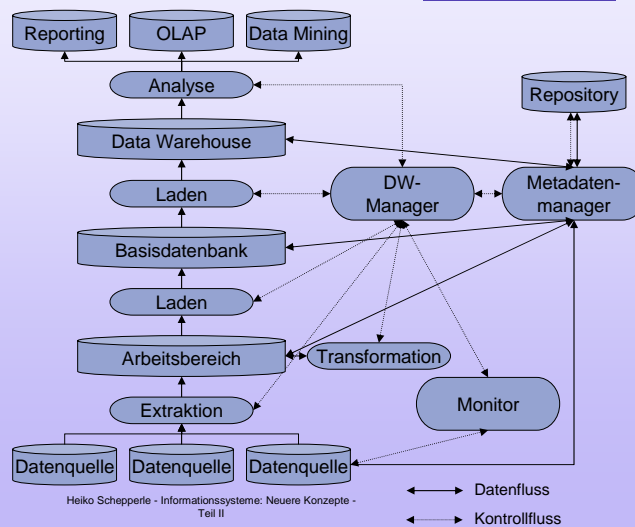 Reporting
OLAP
Data Mining
Analyse
Repository
Data Warehouse
Laden
DW-
Manager
Metadaten-
manager
Basisdatenbank
Laden
Arbeitsbereich
Transformation
Extraktion
Monitor
Datenquelle
Datenquelle
Datenquelle
Heiko Schepperle - Informationssysteme: Neuere Konzepte -
Teil II
Datenfluss
Kontrollfluss